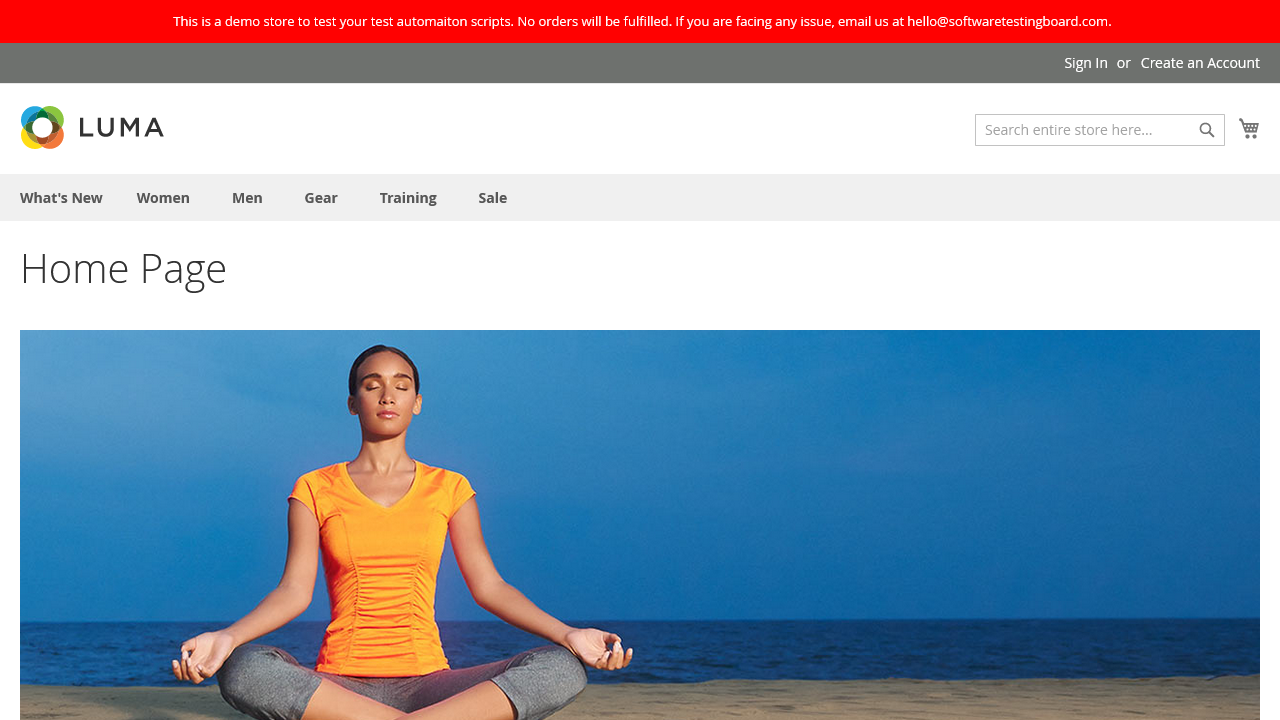 This is a demo store to test your test automaiton scripts. No orders will be fulfilled. If you are facing any issue, email us at hello@softwaretestingboard.com.
Sign In or Create an Account
LUMA
Search entire store here...
What's New Women Men Gear Training Sale
Home Page